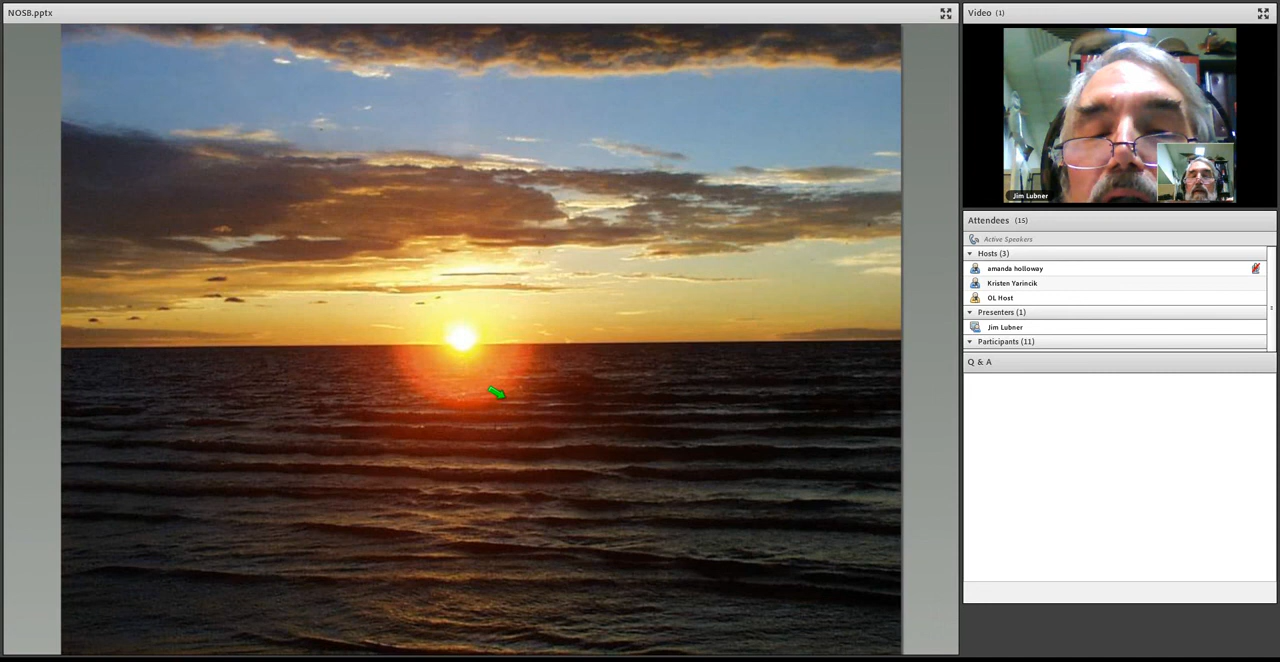 NOSB.pptx
Video (1)
Jim Lubner
Attendees (15)
Active Speakers
Hosts (3)
amanda holloway
Kristen Yarincik
OL Host
Presenters (1)
Jim Lubner
Participants (11)
Q & A